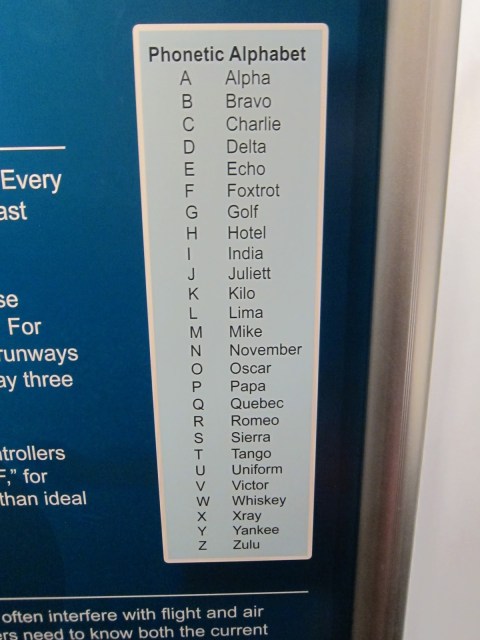 Phonetic Alphabet
A Alpha
B Bravo
C Charlie
D Delta
E Echo
F Foxtrot
G Golf
H Hotel
I India
J Juliett
K Kilo
L Lima
M Mike
N November
O Oscar
P Papa
Q Quebec
R Romeo
S Sierra
T Tango
U Uniform
V Victor
W Whiskey
X Xray
Y Yankee
Z Zulu
Every
ast
se
For
runways
ay three
ntrollers
F,” for
than ideal
often interfere with flight and air
ers need to know both the current